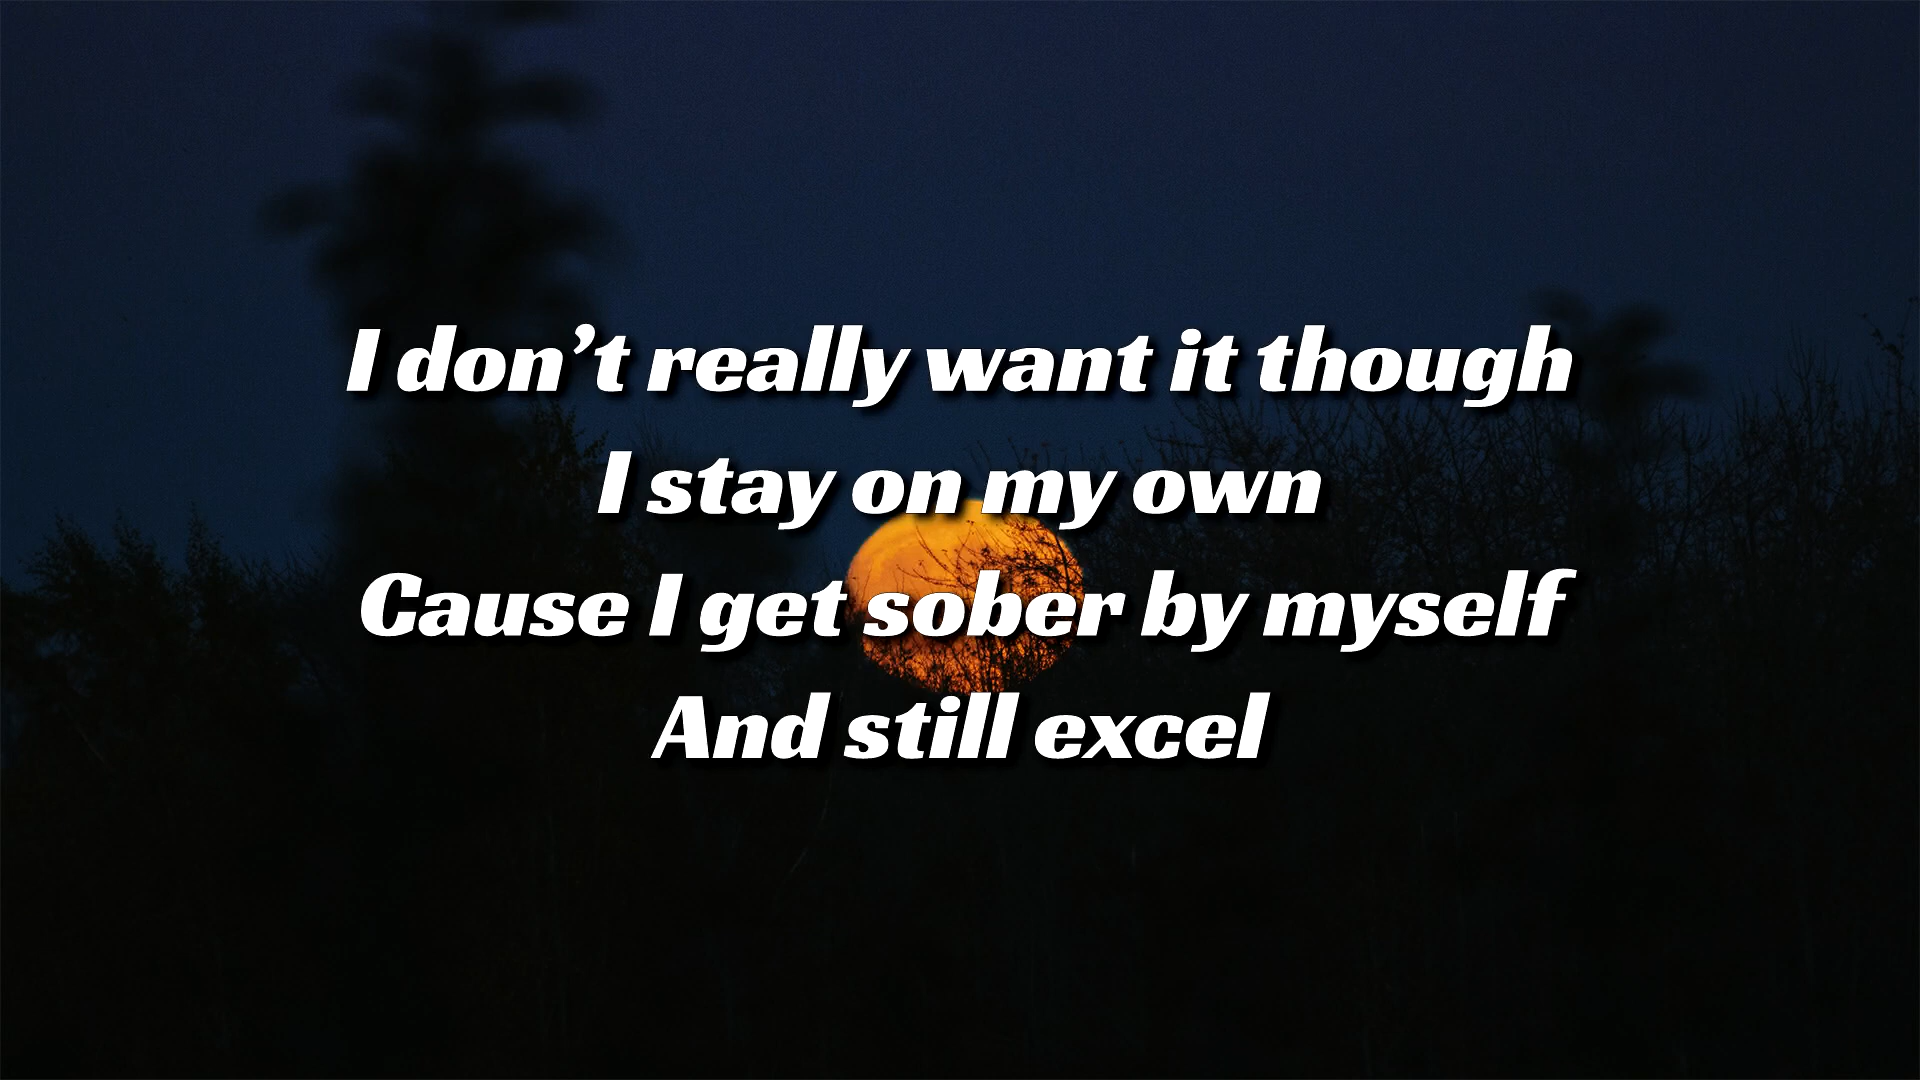 I don’t really want it though
I stay on my own
Cause I get sober by myself
And still excel